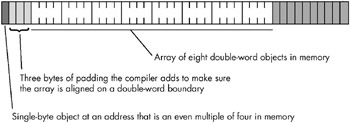 Array of eight double-word objects in memory
Three bytes of padding the compiler adds to make sure
the array is aligned on a double-word boundary
Single-byte object at an address that is an even multiple of four in memory